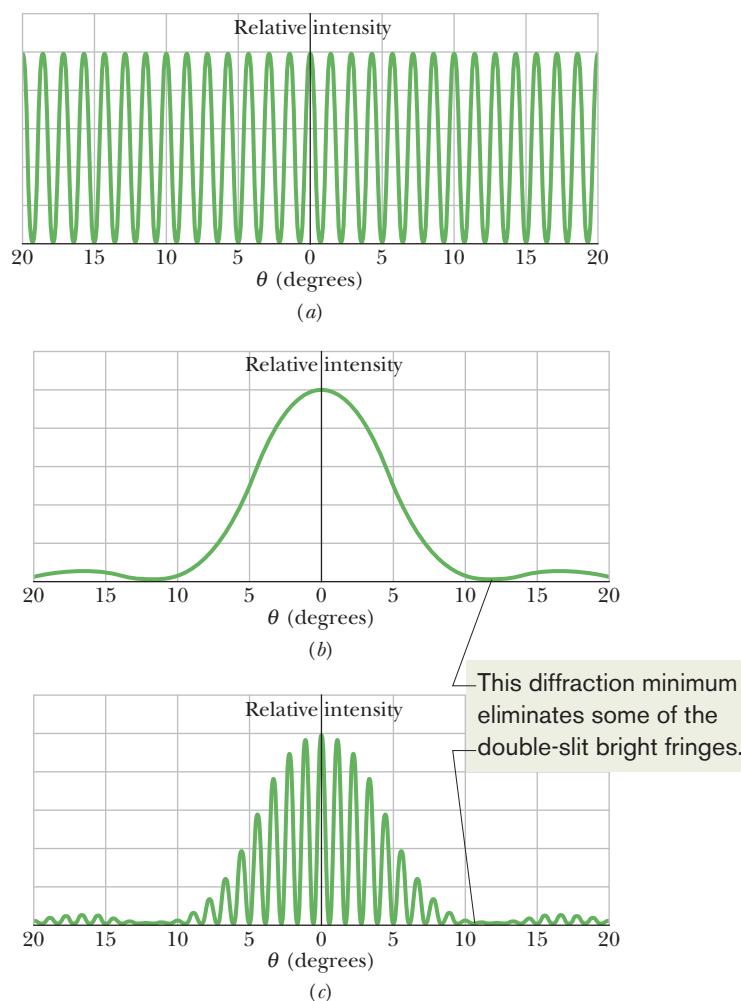 Relative intensity
20 15 10 5 0 5 10 15 20
θ (degrees)
(a)
Relative intensity
20 15 10 5 0 5 10 15 20
θ (degrees)
(b)
This diffraction minimum
eliminates some of the
double-slit bright fringes.
Relative intensity
20 15 10 5 0 5 10 15 20
θ (degrees)
(c)